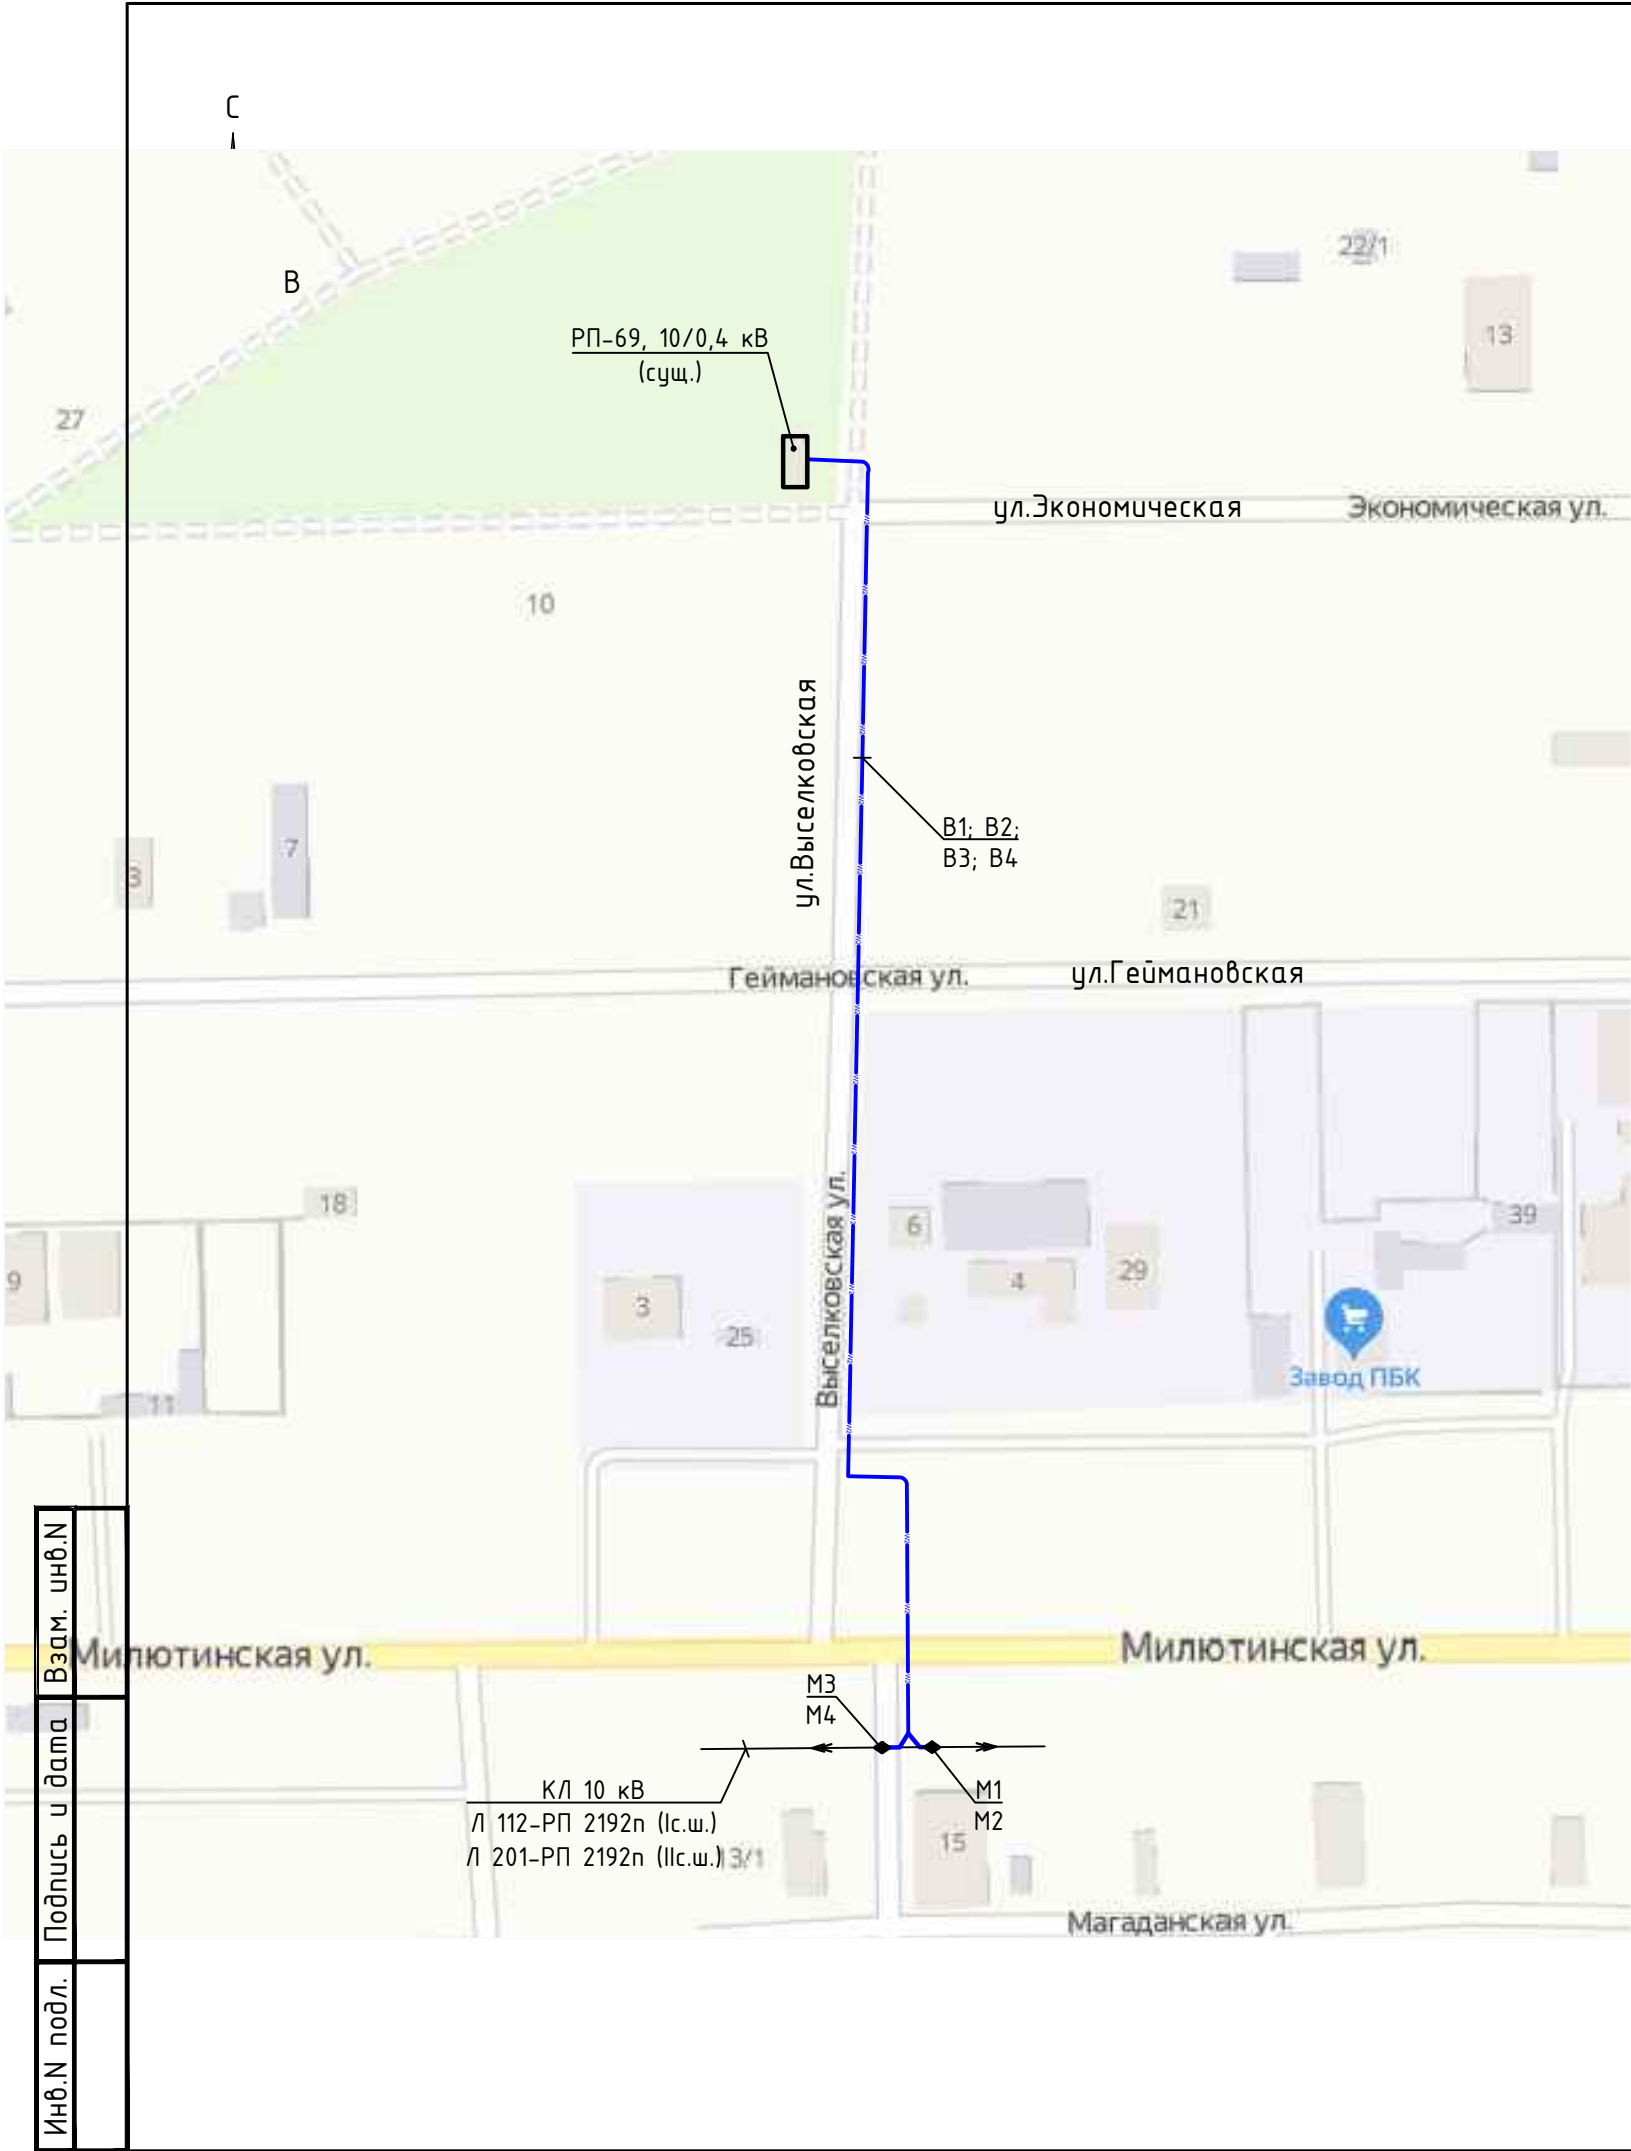 С
22/1
В
РП-69, 10/0,4 кВ
(сущ.)
13
27
ул.Экономическая
Экономическая ул.
10
ул.Выселковская
В1; В2;
В3; В4
7
3
21
Геймановская ул.
ул.Геймановская
18
6
39
4
29
9
3
25
Выселковская ул.
Завод ПБК
11
Взам. инв.N
Милютинская ул.
Милютинская ул.
М3
М4
Подпись и дата
КЛ 10 кВ
Л 112-РП 2192п (Iс.ш.)
Л 201-РП 2192п (IIс.ш.)
М1
М2
15
13/1
Магаданская ул.
Инв.N подл.